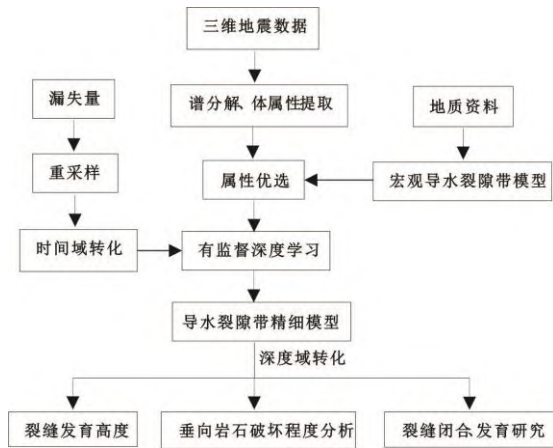 三维地震数据
漏失量
谱分解、体属性提取
地质资料
重采样
属性优选
宏观导水裂隙带模型
时间域转化
有监督深度学习
导水裂隙带精细模型
深度域转化
裂缝发育高度
垂向岩石破坏程度分析
裂缝闭合、发育研究